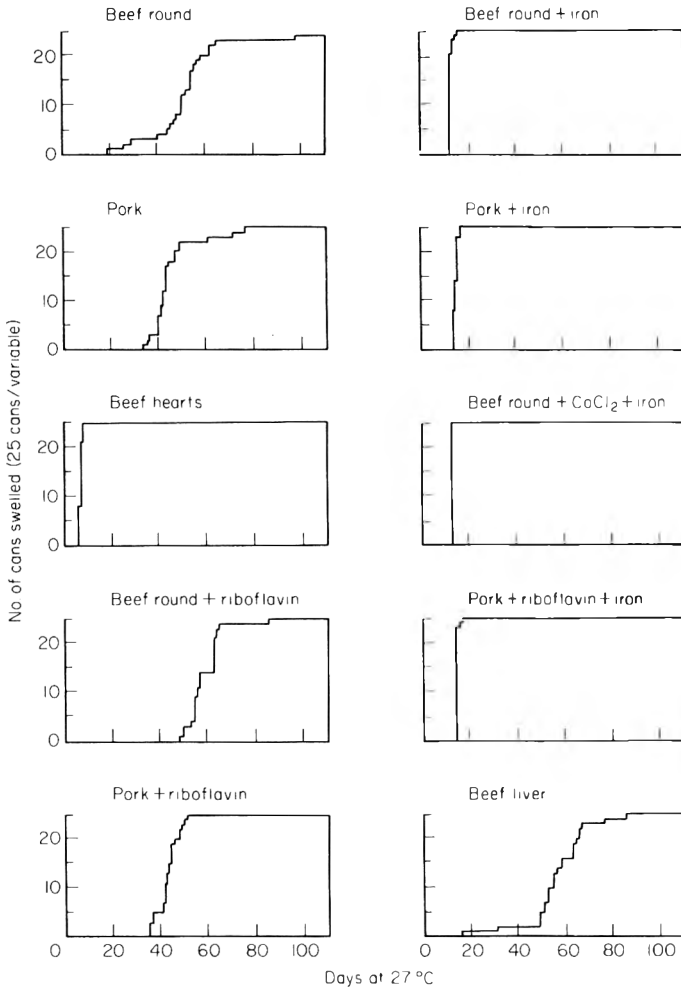 Beef round
Beef round + iron
20
10
0
Pork
Pork + iron
20
10
0
No of cans swelled (25 cans/variable)
Beef hearts
Beef round + CaCl2 + iron
20
10
0
Beef round + riboflavin
Pork + riboflavin + iron
20
10
0
Pork + riboflavin
Beef liver
20
10
0 20 40 60 80 100
0 20 40 60 80 100
Days at 27 °C